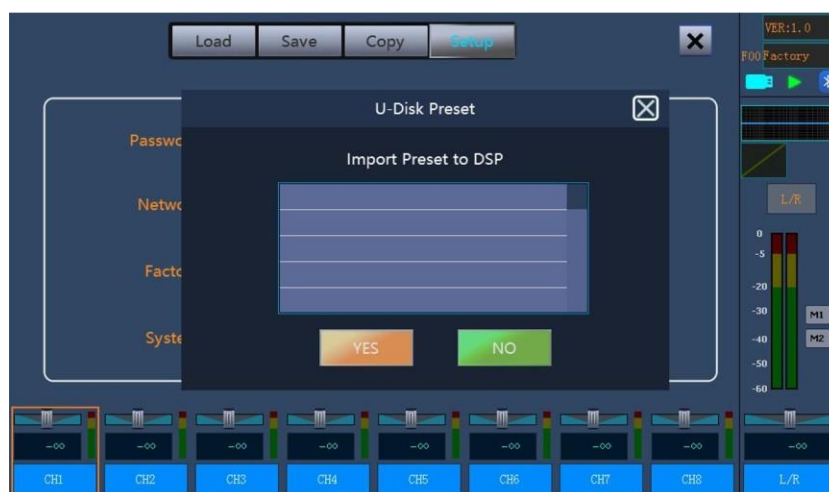 Load Save Copy Setup
VER:1.0
F00 Factory
U-Disk Preset
Import Preset to DSP
Passwo
Netwo
Facto
Syste
YES NO
L/R
0
-5
-20
-30
-40
-50
-60
M1
M2
-∞ -∞ -∞ -∞ -∞ -∞ -∞ -∞ -∞
CH1 CH2 CH3 CH4 CH5 CH6 CH7 CH8 L/R